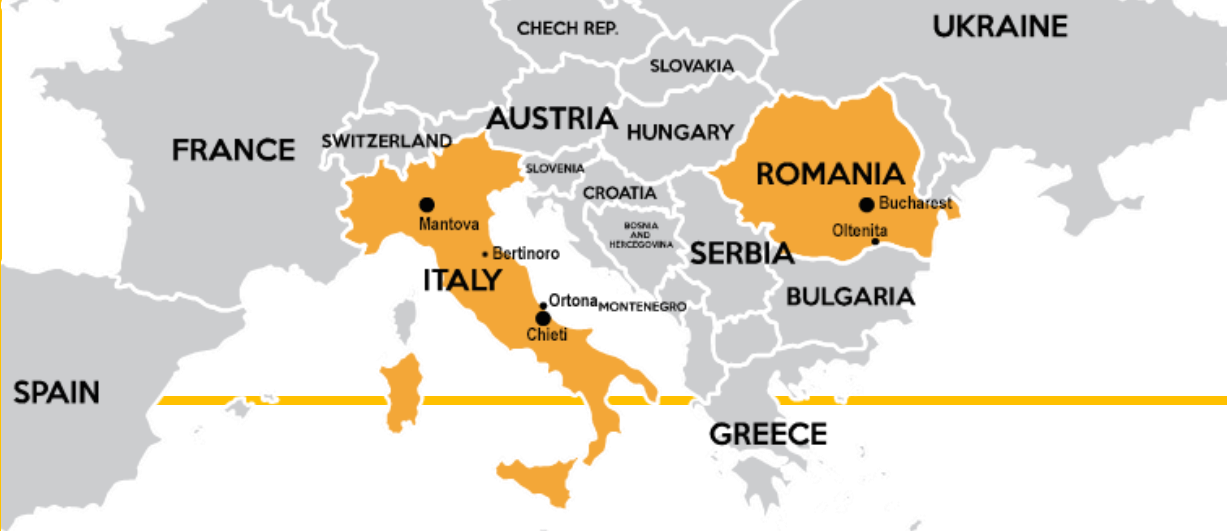 UKRAINE
CHECH REP.
SLOVAKIA
AUSTRIA
HUNGARY
SWITZERLAND
FRANCE
SLOVENIA
ROMANIA
CROATIA
Bucharest
Mantova
Oltenita
BOSNIA
AND
HERCEGOVINA
Bertinoro
SERBIA
ITALY
BULGARIA
Ortona
MONTENEGRO
Chieti
SPAIN
GREECE